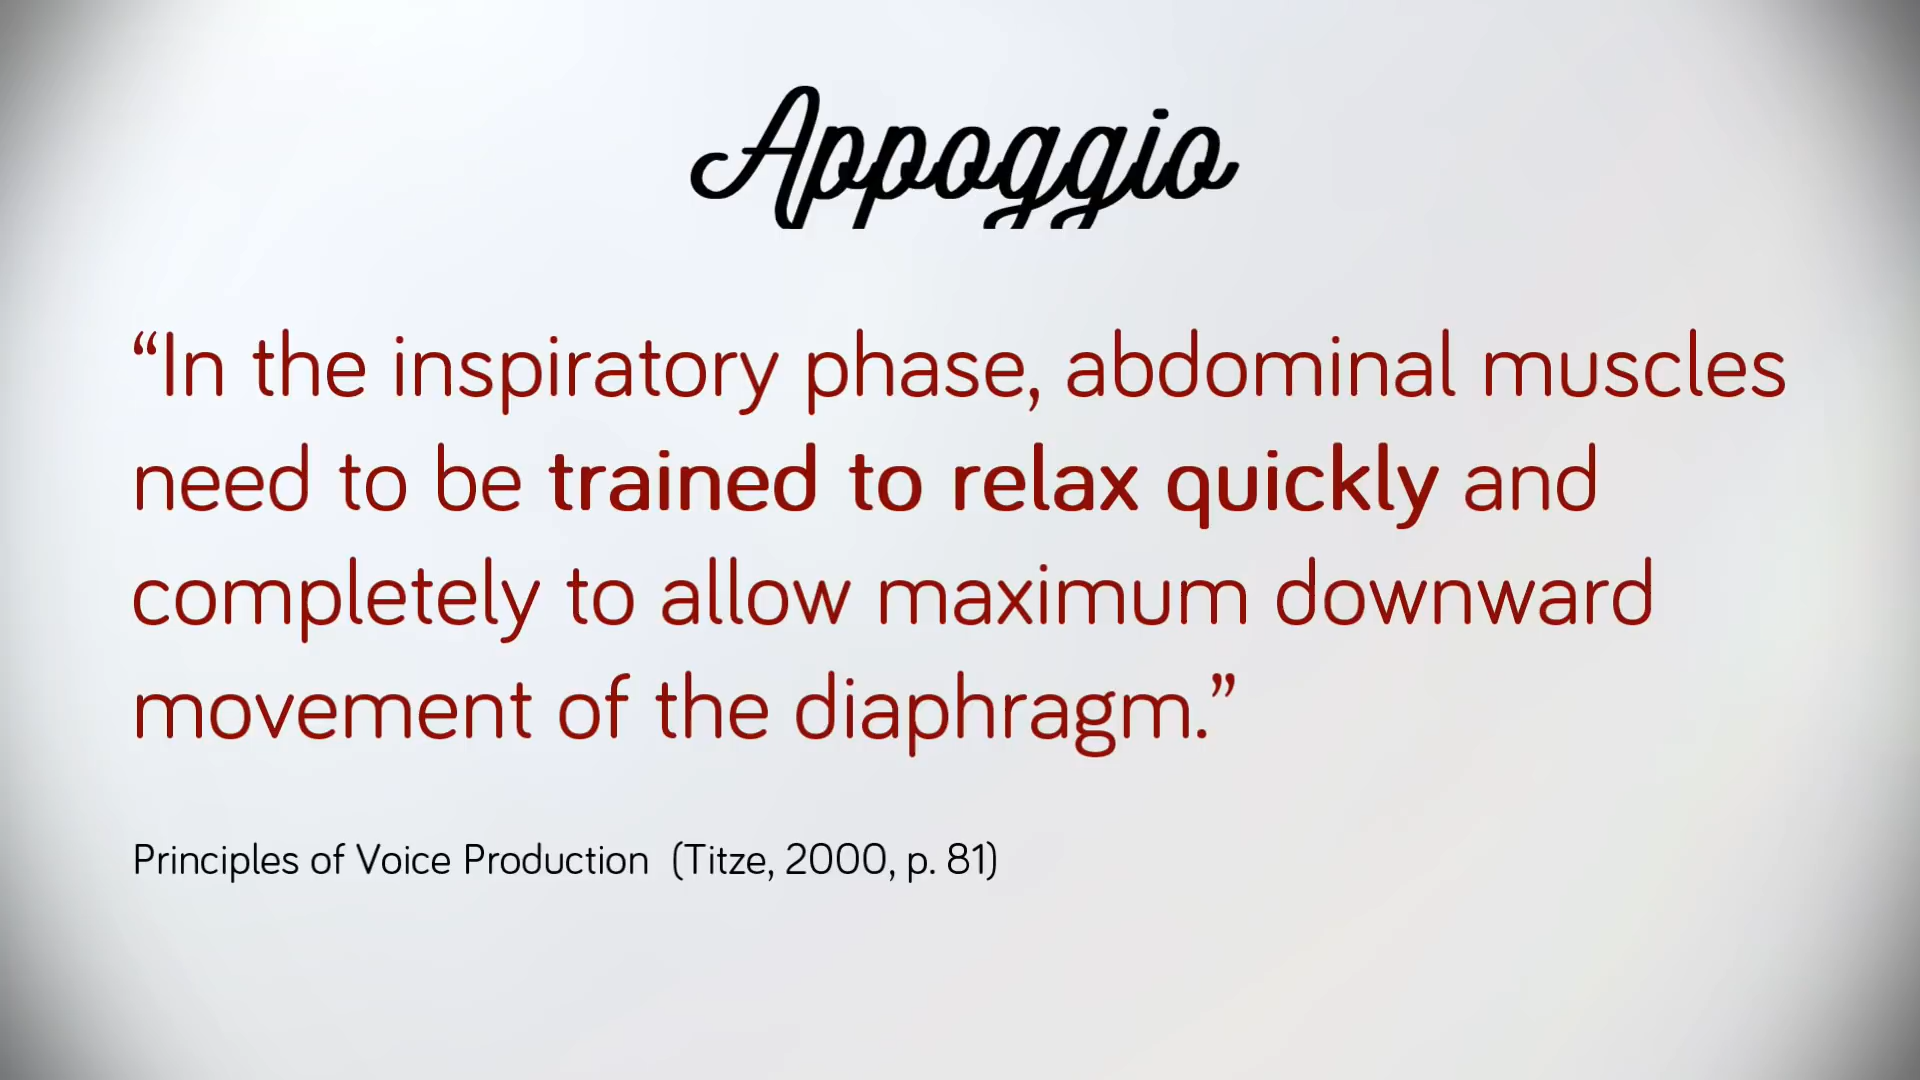 Appoggio
“In the inspiratory phase, abdominal muscles
need to be trained to relax quickly and
completely to allow maximum downward
movement of the diaphragm.”
Principles of Voice Production (Titze, 2000, p. 81)